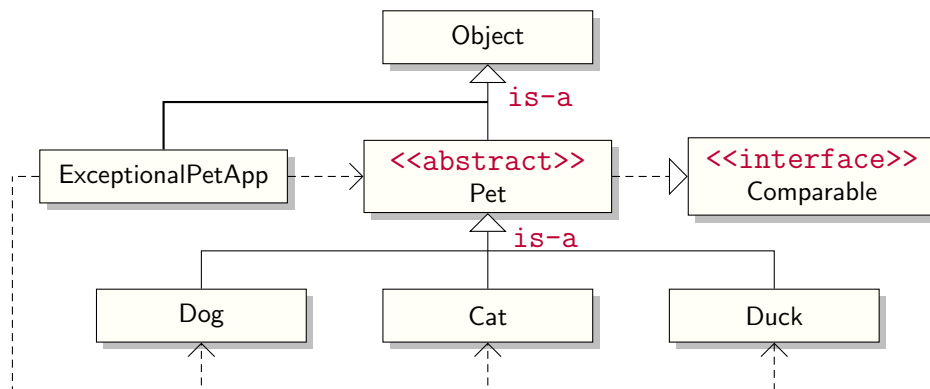 Object
is-a
ExceptionalPetApp
<<abstract>>
Pet
<<interface>>
Comparable
is-a
Dog
Cat
Duck